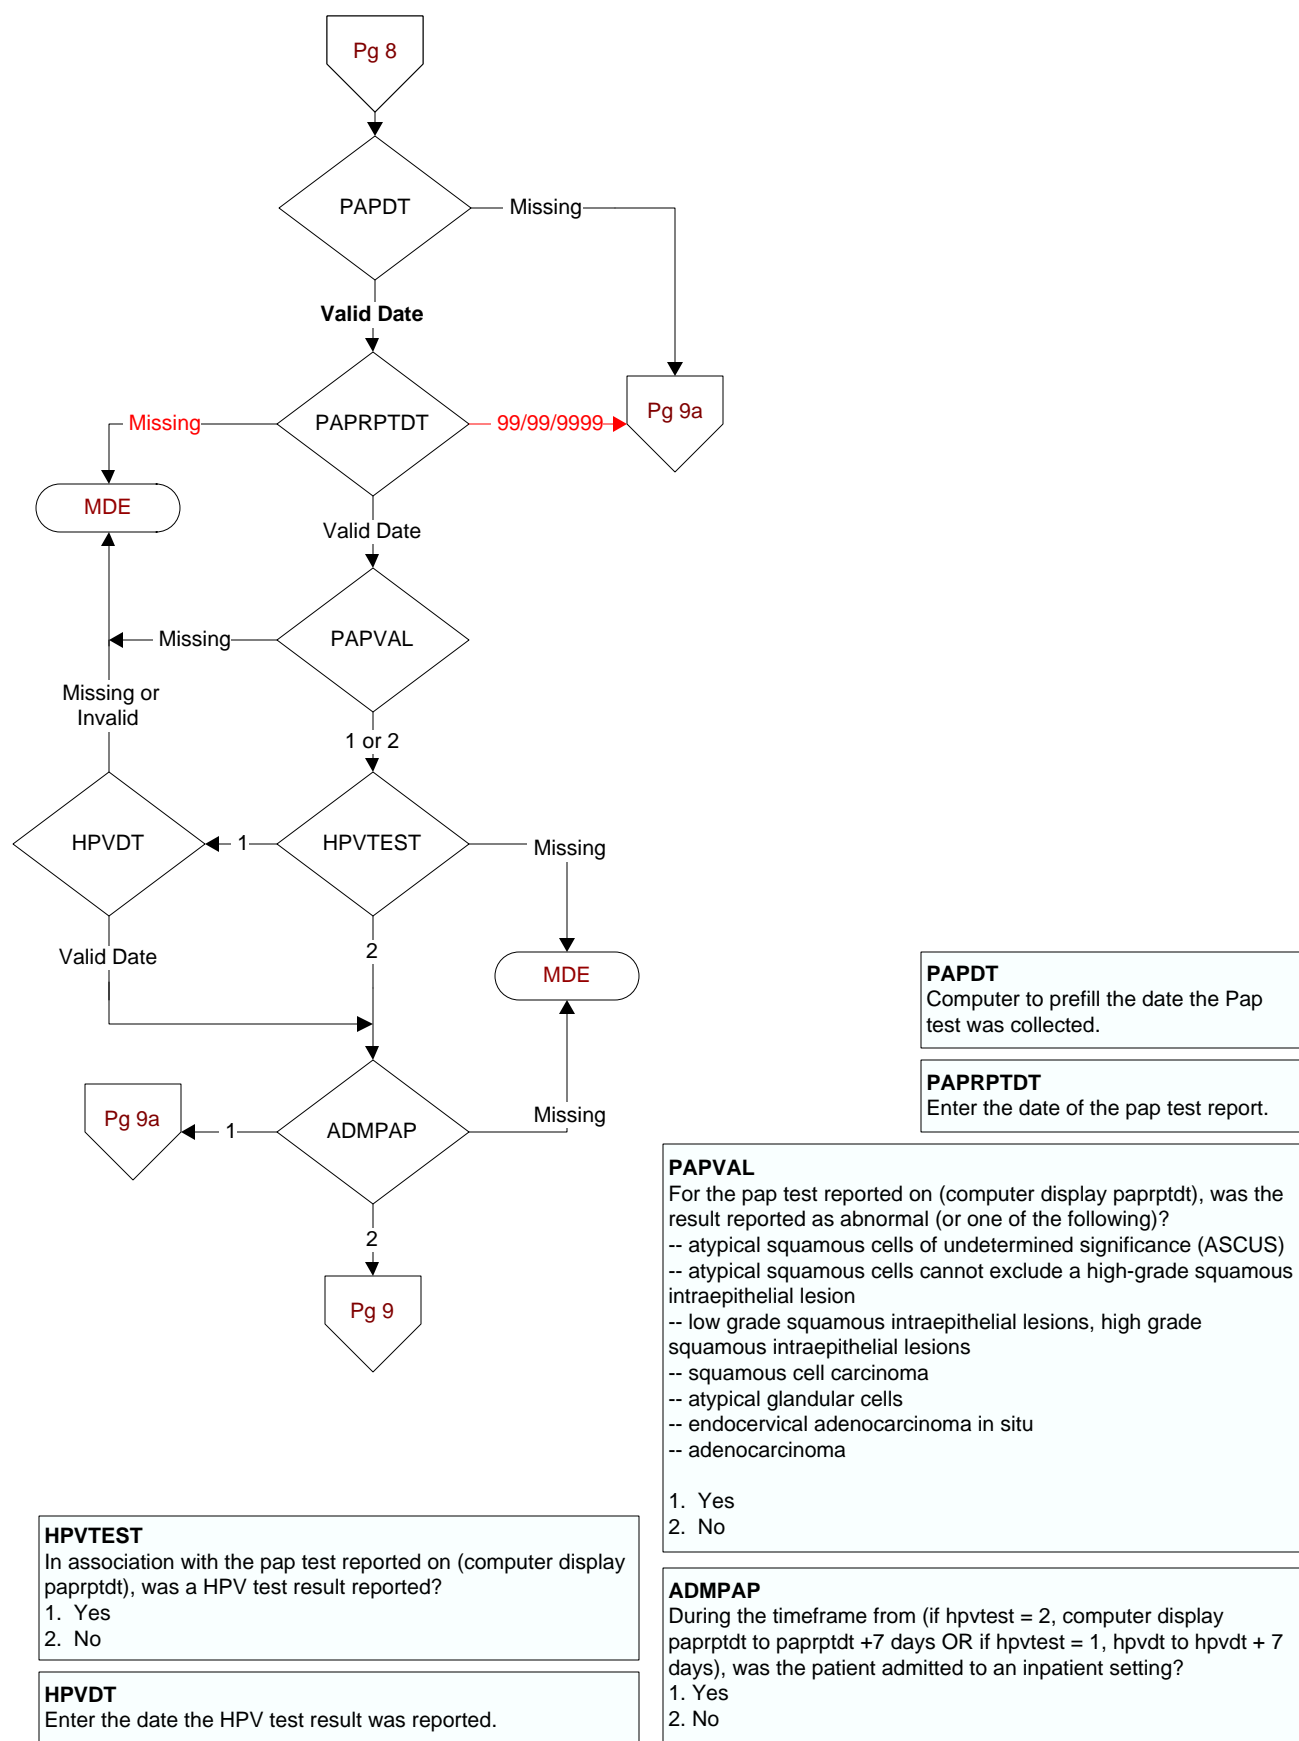 Pg 8
PAPDT
Missing
Valid Date
Missing
PAPRPTDT
99/99/9999
Pg 9a
MDE
Valid Date
Missing
PAPVAL
Missing or
Invalid
1 or 2
HPVDT
1
HPVTEST
Missing
Valid Date
2
MDE
Pg 9a
1
ADMPAP
Missing
2
Pg 9
PAPDT
Computer to prefill the date the Pap
test was collected.
PAPRPTDT
Enter the date of the pap test report.
PAPVAL
For the pap test reported on (computer display paprptdt), was the
result reported as abnormal (or one of the following)?
-- atypical squamous cells of undetermined significance (ASCUS)
-- atypical squamous cells cannot exclude a high-grade squamous
intraepithelial lesion
-- low grade squamous intraepithelial lesions, high grade
squamous intraepithelial lesions
-- squamous cell carcinoma
-- atypical glandular cells
-- endocervical adenocarcinoma in situ
-- adenocarcinoma
1. Yes
2. No
HPVTEST
In association with the pap test reported on (computer display
paprptdt), was a HPV test result reported?
1. Yes
2. No
HPVDT
Enter the date the HPV test result was reported.
ADMPAP
During the timeframe from (if hpvtest = 2, computer display
paprptdt to paprptdt +7 days OR if hpvtest = 1, hpvdt to hpvdt + 7
days), was the patient admitted to an inpatient setting?
1. Yes
2. No